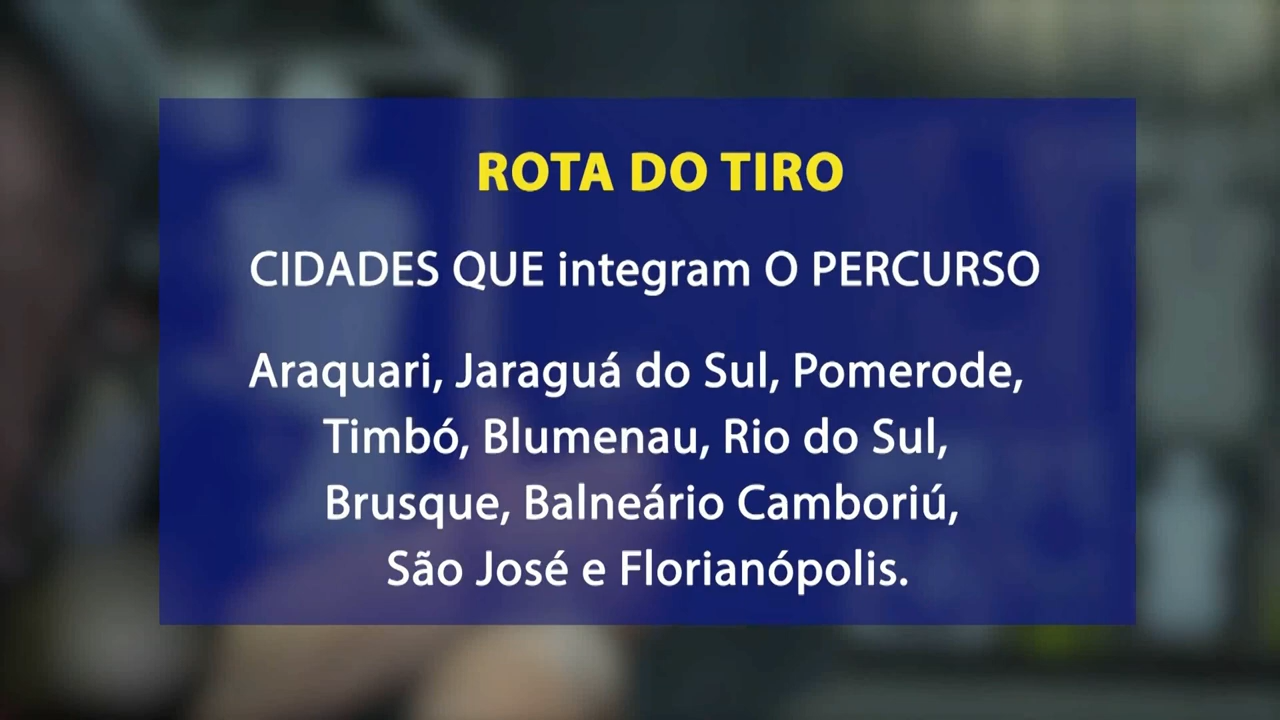 ROTA DO TIRO
CIDADES QUE integram O PERCURSO
Araquari, Jaraguá do Sul, Pomerode,
Timbó, Blumenau, Rio do Sul,
Brusque, Balneário Camboriú,
São José e Florianópolis.